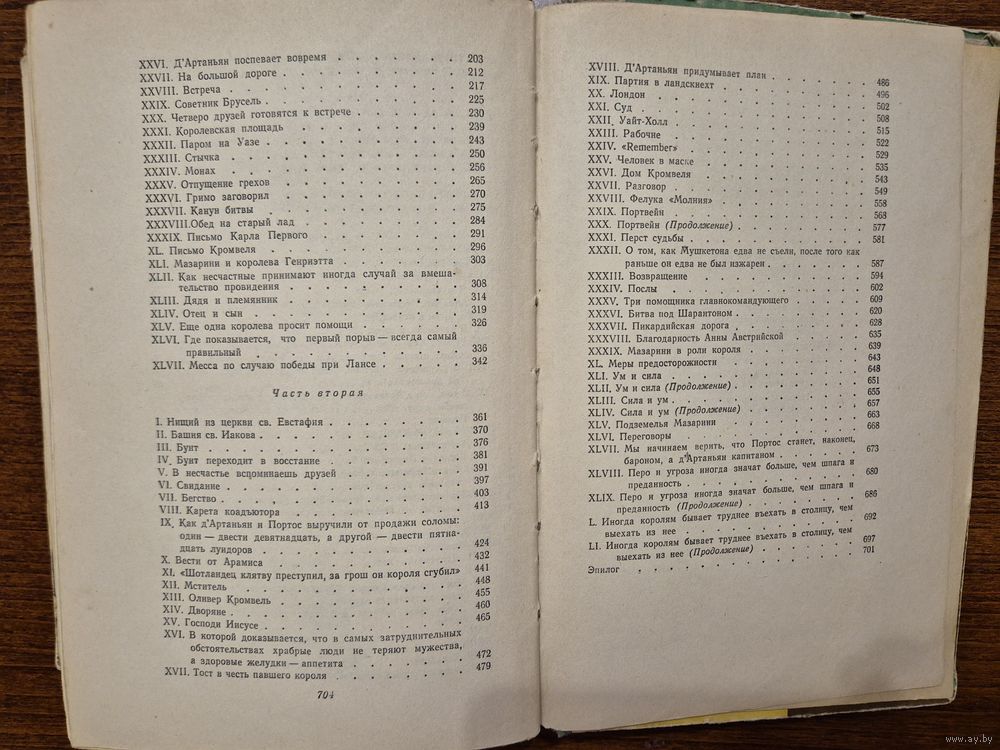 XXVI. Д'Артаньян поспевает вовремя . . . . . . . 203
XXVII. На большой дороге . . . . . . . . . . 212
XXVIII. Встреча . . . . . . . . . . . . . 217
XXIX. Советник Брусель . . . . . . . . . . . 225
XXX. Четверо друзей готовятся к встрече . . . . . . 230
XXXI. Королевская площадь . . . . . . . . . . 239
XXXII. Паром на Уазе . . . . . . . . . . . 243
XXXIII. Стычка . . . . . . . . . . . . . 250
XXXIV. Монах . . . . . . . . . . . . . 256
XXXV. Отпущение грехов . . . . . . . . . . 265
XXXVI. Гримо заговорил . . . . . . . . . . 270
XXXVII. Канун битвы . . . . . . . . . . . 275
XXXVIII. Обед на старый лад . . . . . . . . . 284
XXXIX. Письмо Карла Первого . . . . . . . . . 291
XL. Письмо Кромвеля . . . . . . . . . . . 296
XLI. Мазарини и королева Генриэтта . . . . . . . 303
XLII. Как несчастные принимают иногда случай за вмеша-
тельство провидения . . . . . . . . . . 308
XLIII. Дядя и племянник . . . . . . . . . . 314
XLIV. Отец и сын . . . . . . . . . . . . 319
XLV. Еще одна королева просит помощи . . . . . . 326
XLVI. Где показывается, что первый порыв — всегда самый
правильный . . . . . . . . . . . . 336
XLVII. Месса по случаю победы при Лансе . . . . . . 342
Часть вторая
I. Нищий из церкви св. Евстафия . . . . . . . . 361
II. Башня св. Иакова . . . . . . . . . . . 370
III. Бунт . . . . . . . . . . . . . . 376
IV. Бунт переходит в восстание . . . . . . . . 381
V. В несчастье вспоминаешь друзей . . . . . . . 391
VI. Свидание . . . . . . . . . . . . . 397
VII. Бегство . . . . . . . . . . . . . 403
VIII. Карета коадъютора . . . . . . . . . . 413
IX. Как д'Артаньян и Портос выручили от продажи соломы:
один — двести девятнадцать, а другой — двести пятна-
дцать луидоров . . . . . . . . . . . 424
X. Вести от Арамиса . . . . . . . . . . . 432
XI. «Шотландец клятву преступил, за грош он короля сгубил» 441
XII. Мститель . . . . . . . . . . . . . 448
XIII. Оливер Кромвель . . . . . . . . . . . 455
XIV. Дворяне . . . . . . . . . . . . . 460
XV. Господи Иисусе . . . . . . . . . . . 465
XVI. В которой доказывается, что в самых затруднительных
обстоятельствах храбрые люди не теряют мужества,
а здоровые желудки — аппетита . . . . . . . 472
XVII. Тост в честь павшего короля . . . . . . . . 479
704
XVIII. Д'Артаньян придумывает план . . . . . . . 486
XIX. Партия в ландскнехт . . . . . . . . . . 496
XX. Лондон . . . . . . . . . . . . . 502
XXI. Суд . . . . . . . . . . . . . . 508
XXII. Уайт-Холл . . . . . . . . . . . . 515
XXIII. Рабочие . . . . . . . . . . . . . 522
XXIV. «Remember» . . . . . . . . . . . . 529
XXV. Человек в маске . . . . . . . . . . . 535
XXVI. Дом Кромвеля . . . . . . . . . . . 543
XXVII. Разговор . . . . . . . . . . . . 549
XXVIII. Фелука «Молния» . . . . . . . . . . 558
XXIX. Портвейн . . . . . . . . . . . . 568
XXX. Портвейн (Продолжение) . . . . . . . . . 577
XXXI. Перст судьбы . . . . . . . . . . . 581
XXXII. О том, как Мушкетона едва не съели, после того как
раньше он едва не был изжарен . . . . . . . 587
XXXIII. Возвращение . . . . . . . . . . . 594
XXXIV. Послы . . . . . . . . . . . . . 602
XXXV. Три помощника главнокомандующего . . . . . 609
XXXVI. Битва под Шарантоном . . . . . . . . . 620
XXXVII. Пикардийская дорога . . . . . . . . . 628
XXXVIII. Благодарность Анны Австрийской . . . . . . 635
XXXIX. Мазарини в роли короля . . . . . . . . 639
XL. Меры предосторожности . . . . . . . . . 643
XLI. Ум и сила . . . . . . . . . . . . 648
XLII. Ум и сила (Продолжение) . . . . . . . . . 651
XLIII. Сила и ум . . . . . . . . . . . . 655
XLIV. Сила и ум (Продолжение) . . . . . . . . 657
XLV. Подземелья Мазарини . . . . . . . . . . 663
XLVI. Переговоры . . . . . . . . . . . . 668
XLVII. Мы начинаем верить, что Портос станет, наконец,
бароном, а д'Артаньян капитаном . . . . . . 673
XLVIII. Перо и угроза иногда значат больше, чем шпага и
преданность . . . . . . . . . . . . 680
XLIX. Перо и угроза иногда значат больше, чем шпага и
преданность (Продолжение) . . . . . . . . 686
L. Иногда королям бывает труднее въехать в столицу, чем
выехать из нее . . . . . . . . . . . 692
LI. Иногда королям бывает труднее въехать в столицу, чем
выехать из нее (Продолжение) . . . . . . . 697
Эпилог . . . . . . . . . . . . . . 701
www.ay.by